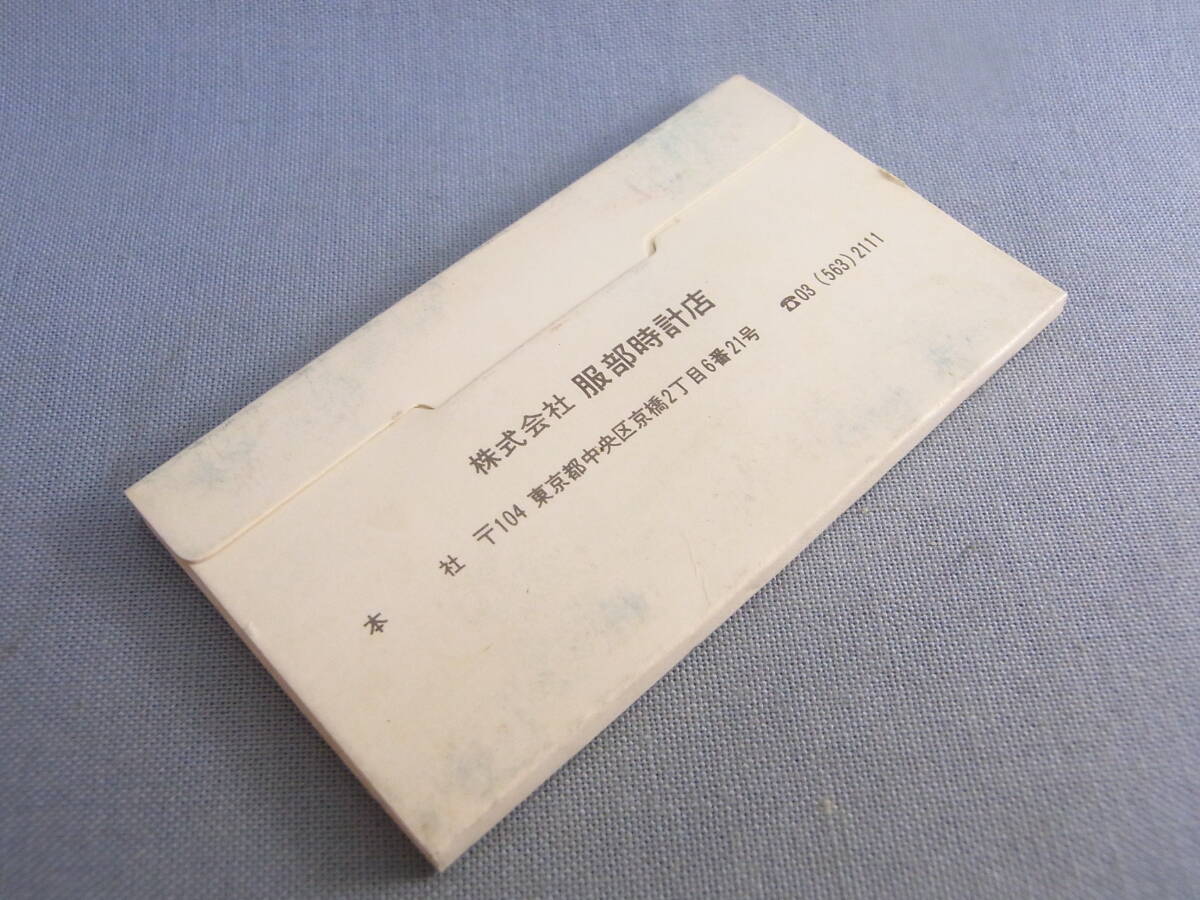 株式会社 服部時計店
本 社 〒104 東京都中央区京橋2丁目6番21号 ☎03 (563) 2111